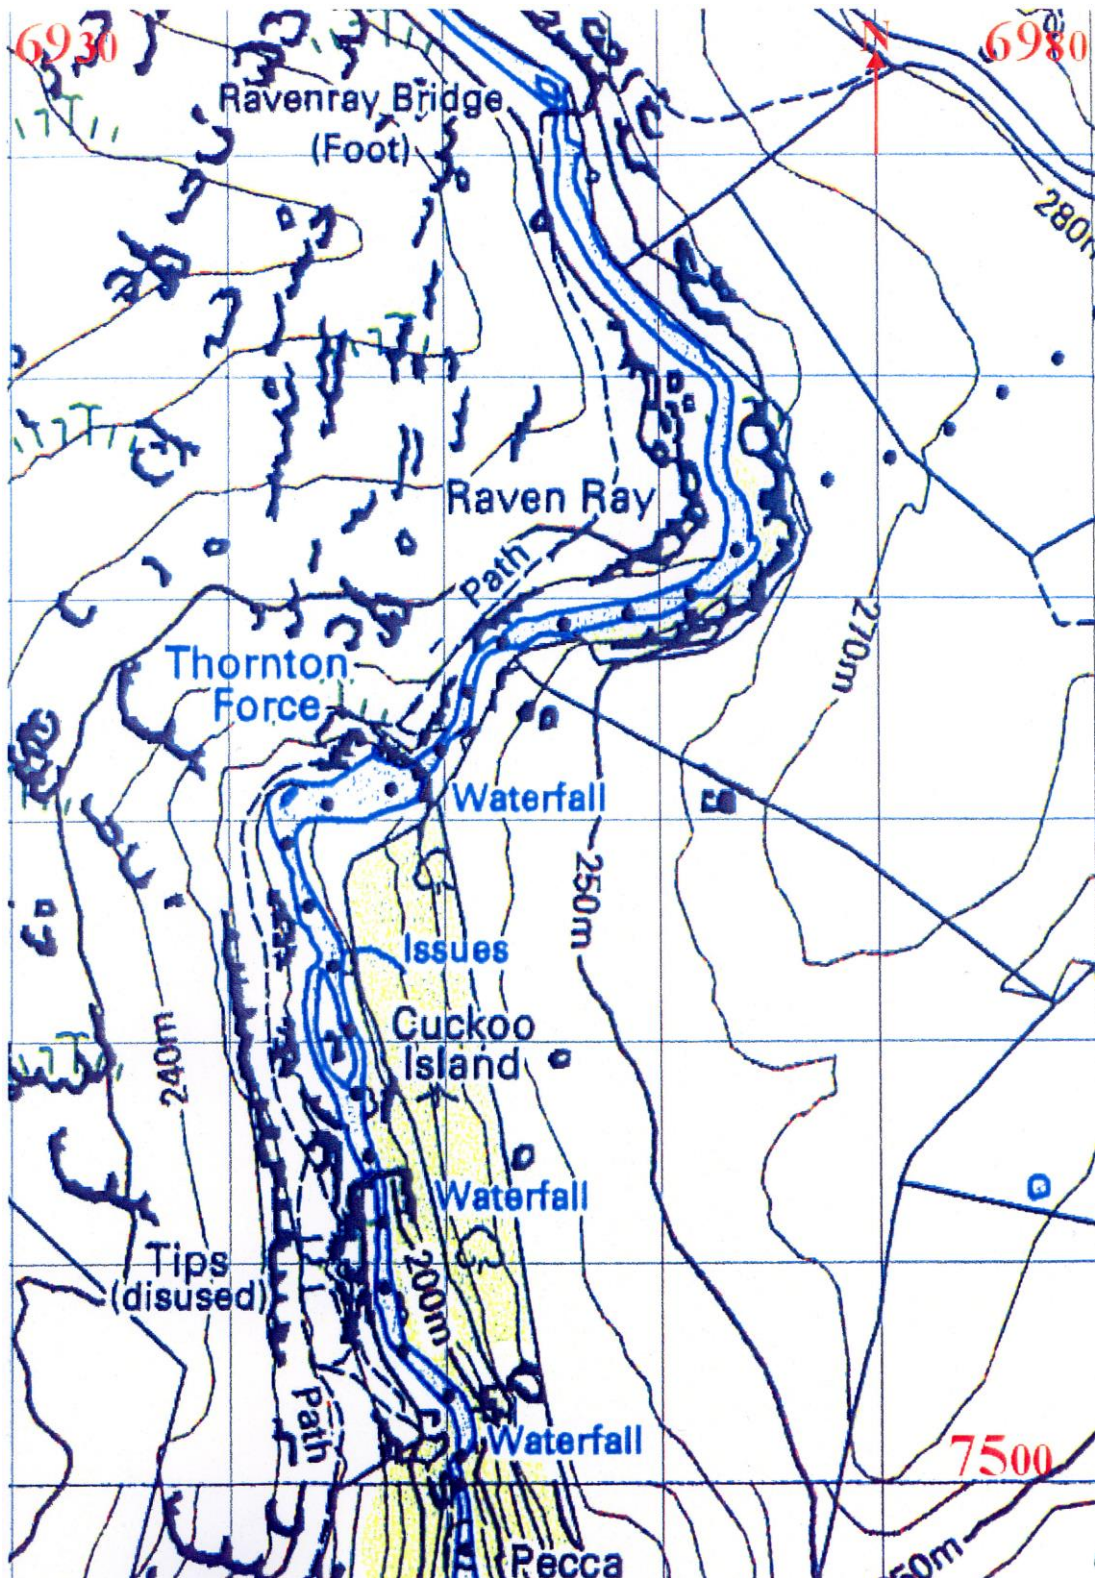 6930
N
6980
Ravenray Bridge
(Foot)
280m
Raven Ray
Path
270m
Thornton
Force
Waterfall
250m
Issues
Cuckoo
Island
240m
Waterfall
Tips
(disused)
200m
Path
Waterfall
7500
Pecca
50m